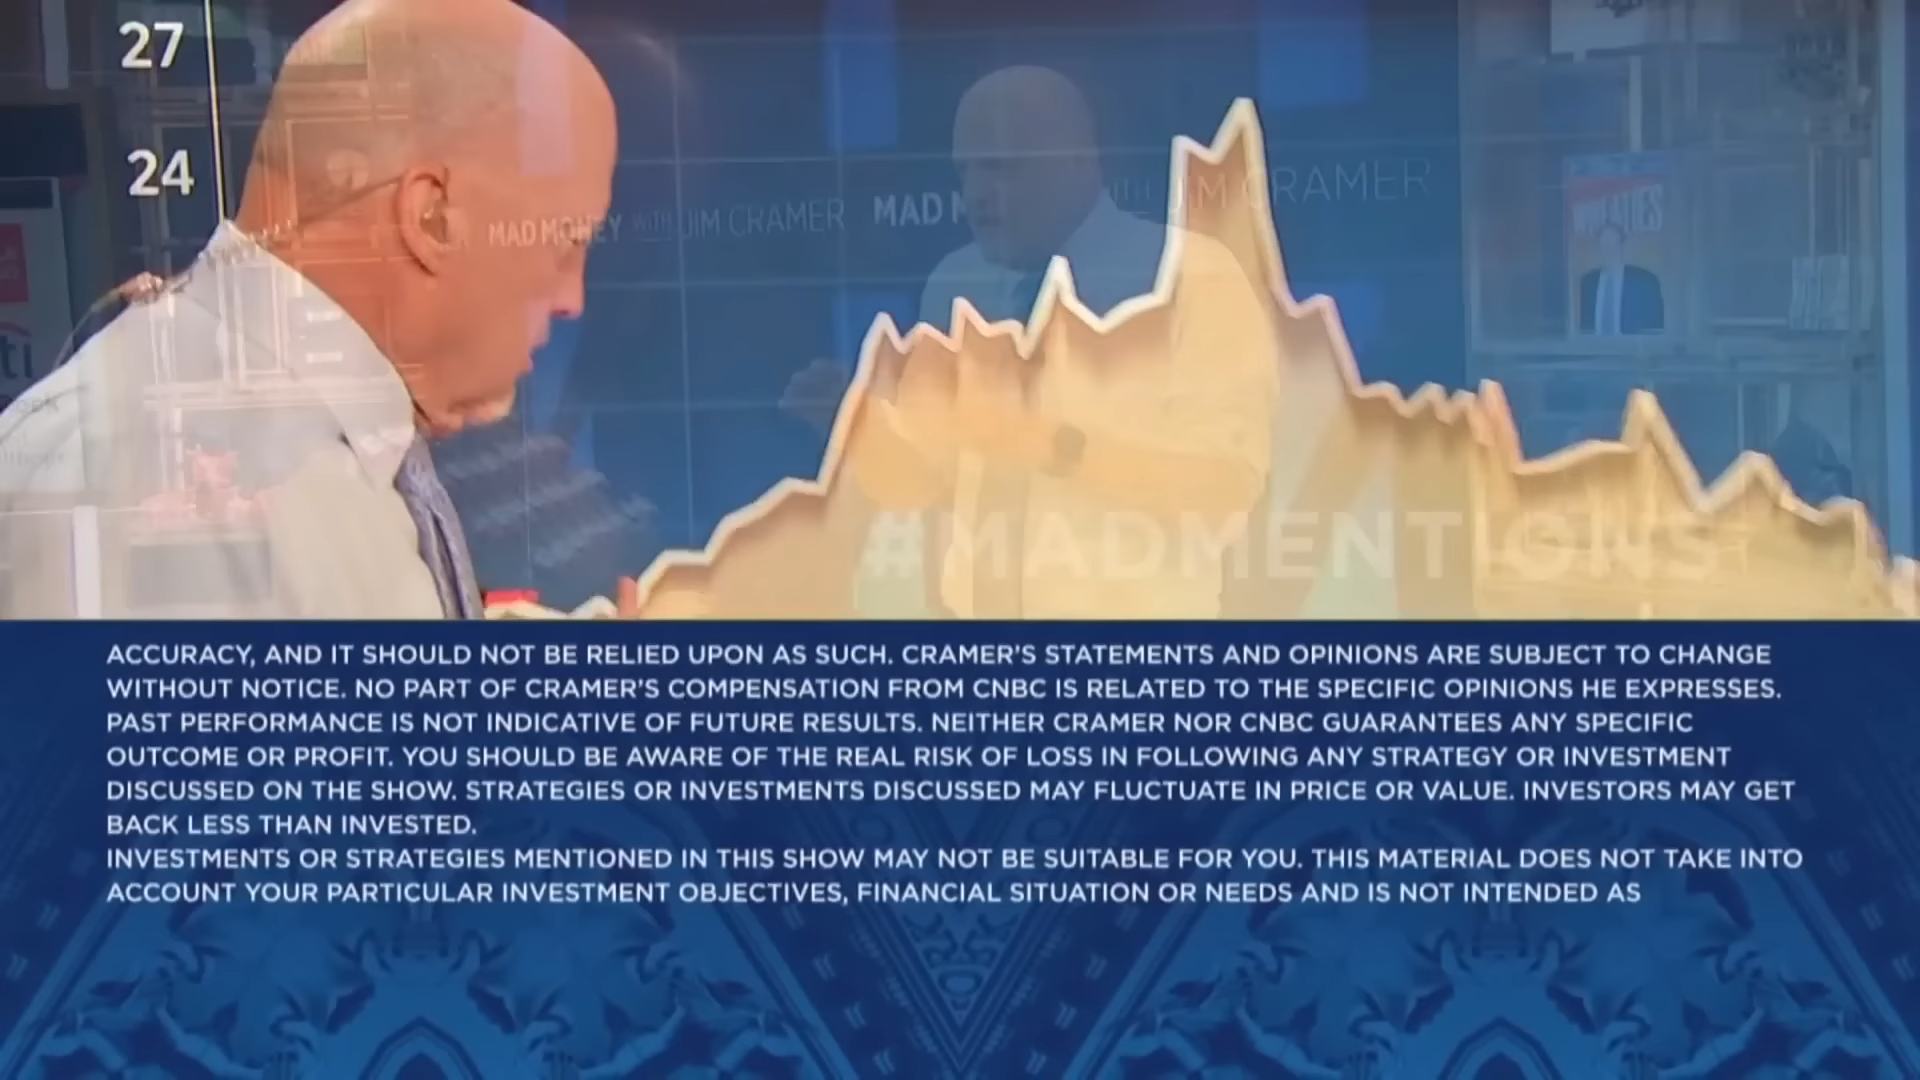 27
24
MAD MONEY WITH JIM CRAMER
MAD M
WITH JIM CRAMER
WHEATIES
#MADMENTIONS
ACCURACY, AND IT SHOULD NOT BE RELIED UPON AS SUCH. CRAMER'S STATEMENTS AND OPINIONS ARE SUBJECT TO CHANGE
WITHOUT NOTICE. NO PART OF CRAMER'S COMPENSATION FROM CNBC IS RELATED TO THE SPECIFIC OPINIONS HE EXPRESSES.
PAST PERFORMANCE IS NOT INDICATIVE OF FUTURE RESULTS. NEITHER CRAMER NOR CNBC GUARANTEES ANY SPECIFIC
OUTCOME OR PROFIT. YOU SHOULD BE AWARE OF THE REAL RISK OF LOSS IN FOLLOWING ANY STRATEGY OR INVESTMENT
DISCUSSED ON THE SHOW. STRATEGIES OR INVESTMENTS DISCUSSED MAY FLUCTUATE IN PRICE OR VALUE. INVESTORS MAY GET
BACK LESS THAN INVESTED.
INVESTMENTS OR STRATEGIES MENTIONED IN THIS SHOW MAY NOT BE SUITABLE FOR YOU. THIS MATERIAL DOES NOT TAKE INTO
ACCOUNT YOUR PARTICULAR INVESTMENT OBJECTIVES, FINANCIAL SITUATION OR NEEDS AND IS NOT INTENDED AS